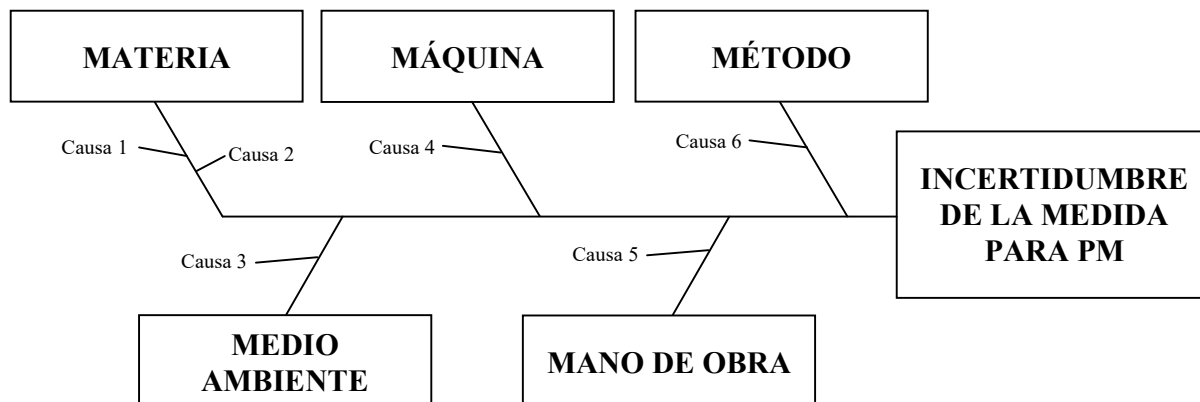 MATERIA
MÁQUINA
MÉTODO
Causa 1
Causa 2
Causa 4
Causa 6
INCERTIDUMBRE
DE LA MEDIDA
PARA PM
Causa 3
Causa 5
MEDIO
AMBIENTE
MANO DE OBRA